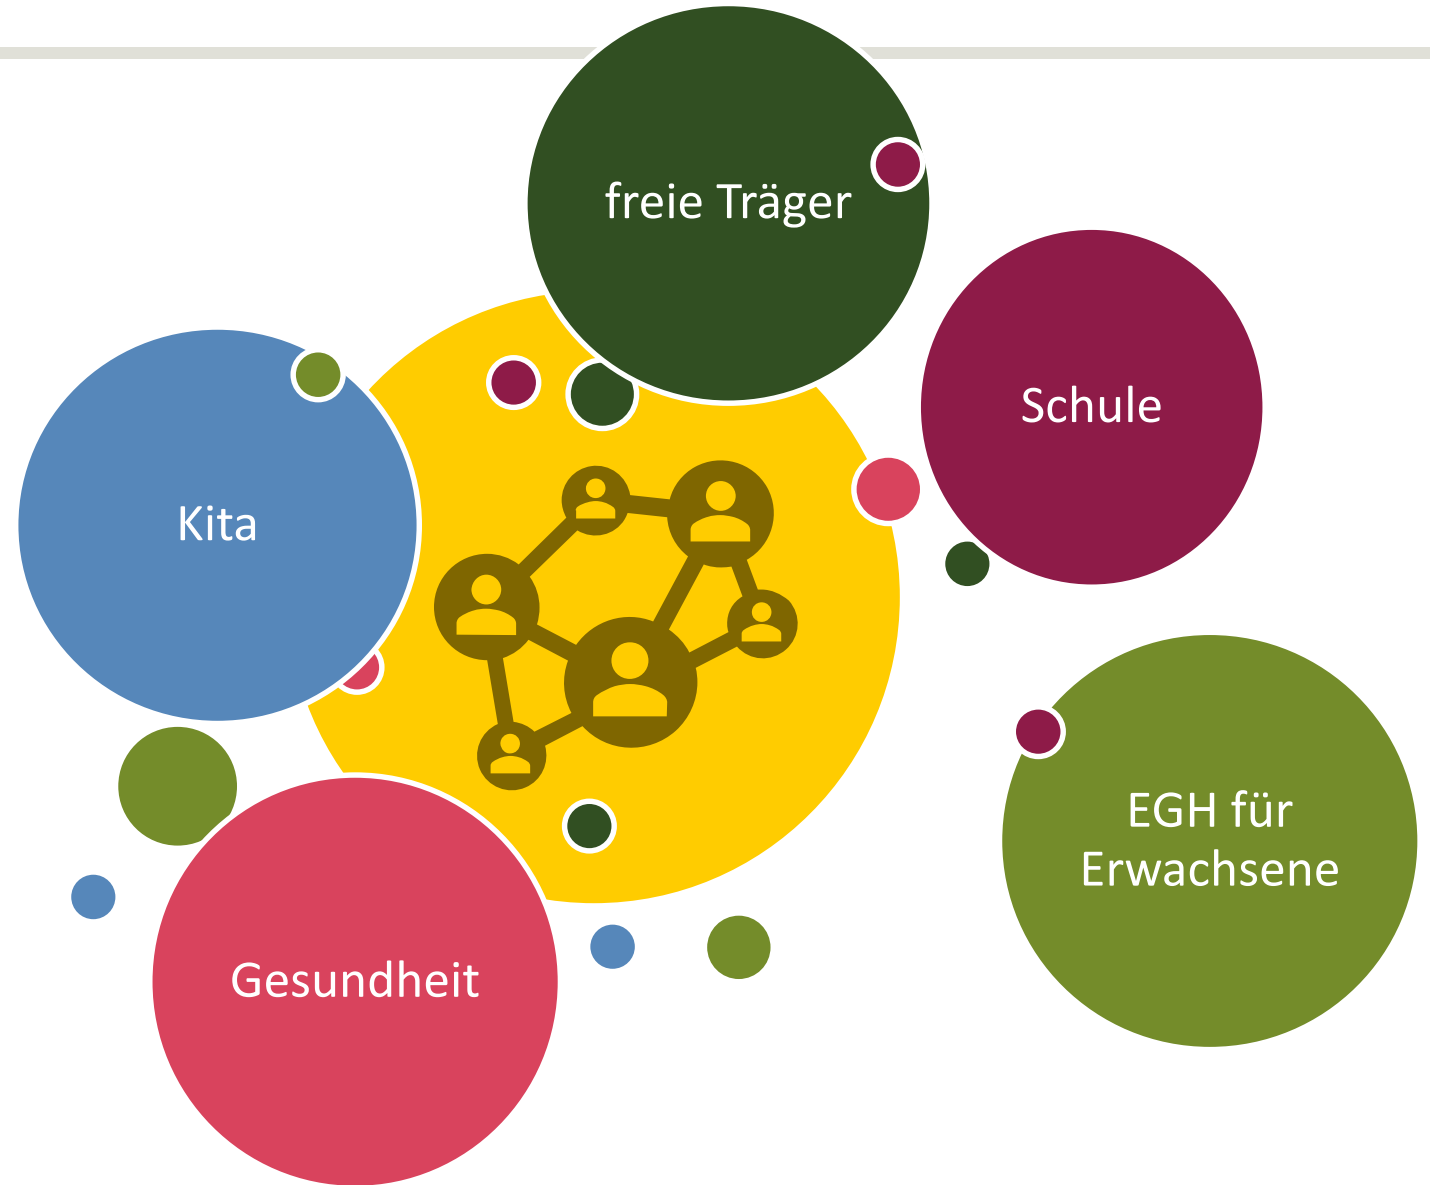 freie Träger
Schule
Kita
EGH für
Erwachsene
Gesundheit